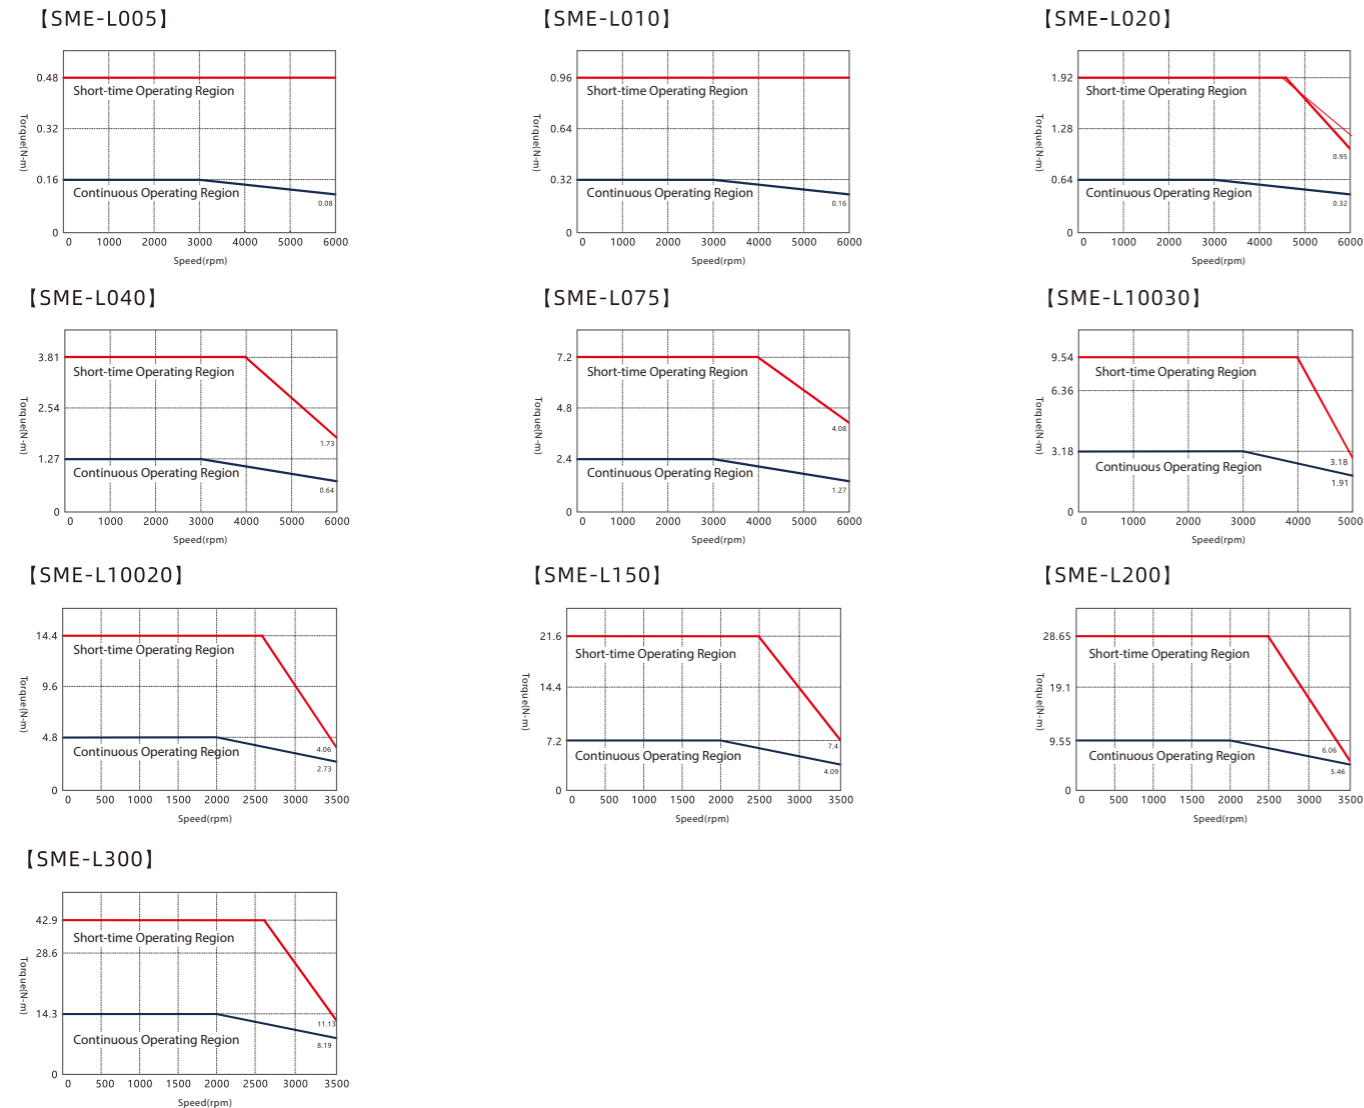 【SME-L005】
0.48
Short-time Operating Region
0.32
Torque(N-m)
0.16
Continuous Operating Region
0.08
0
0 1000 2000 3000 4000 5000 6000
Speed(rpm)
【SME-L010】
0.96
Short-time Operating Region
0.64
Torque(N-m)
0.32
Continuous Operating Region
0.16
0
0 1000 2000 3000 4000 5000 6000
Speed(rpm)
【SME-L020】
1.92
Short-time Operating Region
1.28
Torque(N-m)
0.95
0.64
Continuous Operating Region
0.32
0
0 1000 2000 3000 4000 5000 6000
Speed(rpm)
【SME-L040】
3.81
Short-time Operating Region
2.54
Torque(N-m)
1.73
1.27
Continuous Operating Region
0.64
0
0 1000 2000 3000 4000 5000 6000
Speed(rpm)
【SME-L075】
7.2
Short-time Operating Region
4.8
Torque(N-m)
4.08
2.4
Continuous Operating Region
1.27
0
0 1000 2000 3000 4000 5000 6000
Speed(rpm)
【SME-L10030】
9.54
Short-time Operating Region
6.36
Torque(N-m)
3.18
3.18
Continuous Operating Region
1.91
0
0 1000 2000 3000 4000 5000
Speed(rpm)
【SME-L10020】
14.4
Short-time Operating Region
9.6
Torque(N-m)
4.8
4.06
Continuous Operating Region
2.73
0
0 500 1000 1500 2000 2500 3000 3500
Speed(rpm)
【SME-L150】
21.6
Short-time Operating Region
14.4
Torque(N-m)
7.2
7.4
Continuous Operating Region
4.09
0
0 500 1000 1500 2000 2500 3000 3500
Speed(rpm)
【SME-L200】
28.65
Short-time Operating Region
19.1
Torque(N-m)
9.55
6.06
Continuous Operating Region
5.46
0
0 500 1000 1500 2000 2500 3000 3500
Speed(rpm)
【SME-L300】
42.9
Short-time Operating Region
28.6
Torque(N-m)
14.3
11.13
Continuous Operating Region
8.19
0
0 500 1000 1500 2000 2500 3000 3500
Speed(rpm)